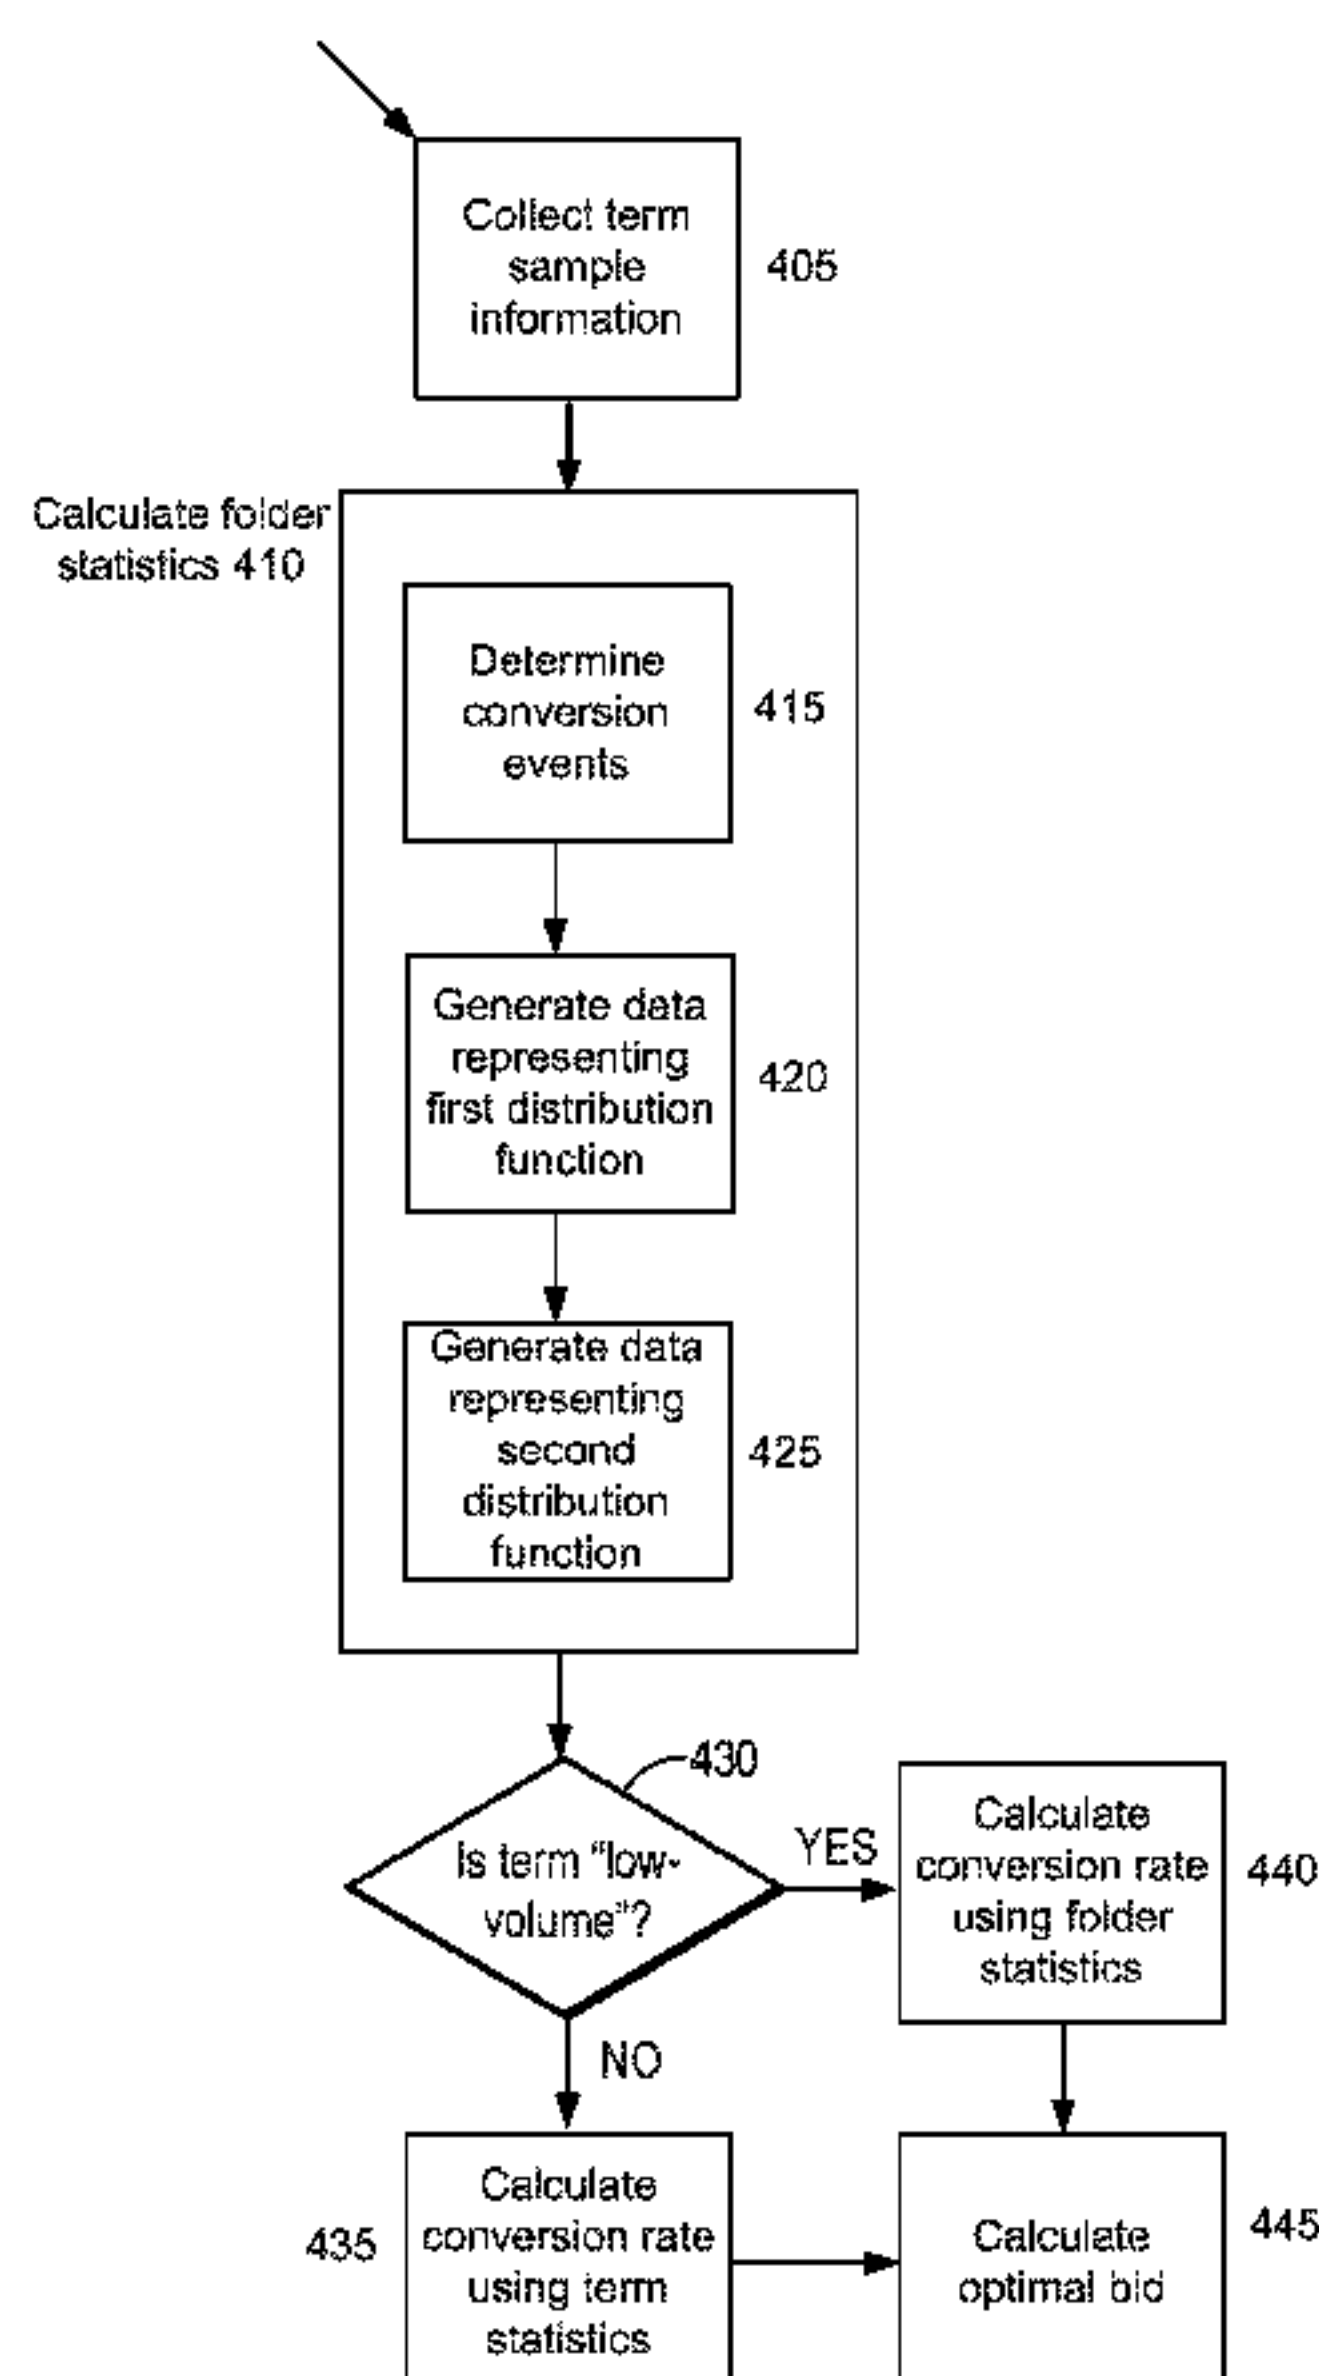 Collect term
sample
information
405
Calculate folder
statistics 410
Determine
conversion
events
415
Generate data
representing
first distribution
function
420
Generate data
representing
second
distribution
function
425
430
Is term “low-
volume”?
YES
Calculate
conversion rate
using folder
statistics
440
NO
435
Calculate
conversion rate
using term
statistics
Calculate
optimal bid
445